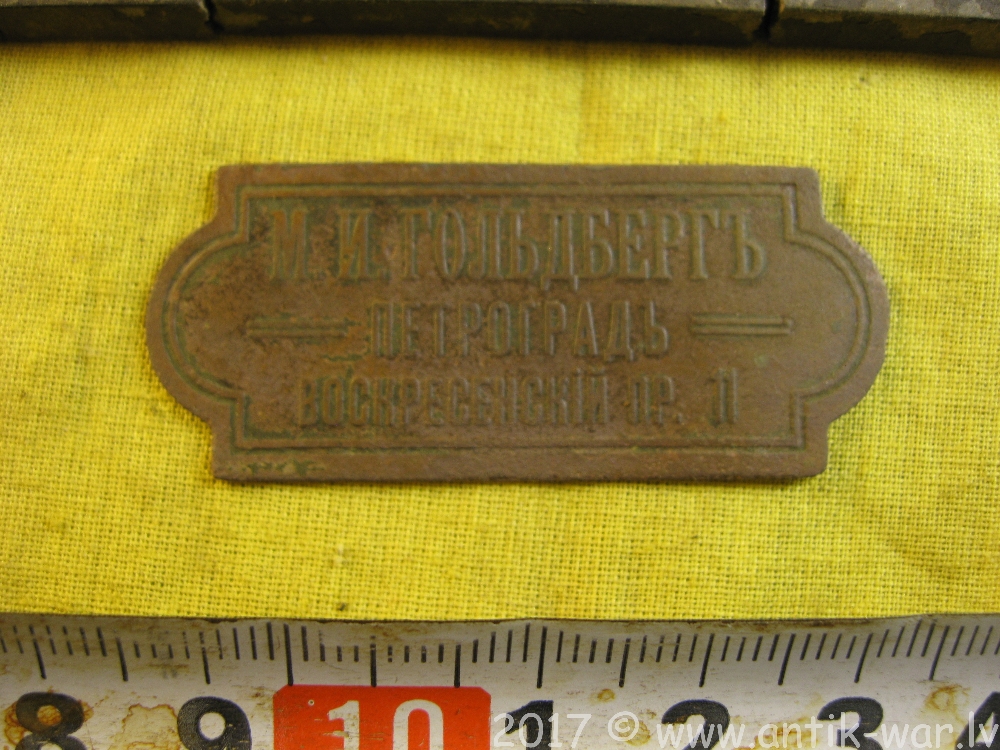 М. И. ГОЛЬДБЕРГЪ
ПЕТРОГРАДЪ
ВОСКРЕСЕНСКІЙ ПР. 11
8 9 10 1 2 3 4
2017 © www.antik-war.lv